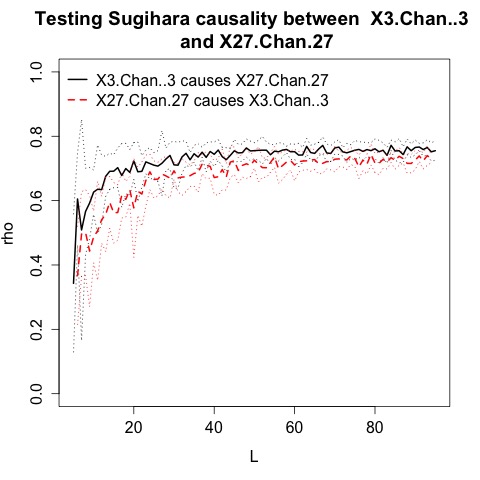 Testing Sugihara causality between  X3.Chan..3
and X27.Chan.27
X3.Chan..3 causes X27.Chan.27
X27.Chan.27 causes X3.Chan..3
1.0
0.8
0.6
0.4
0.2
0.0
rho
20 40 60 80
L